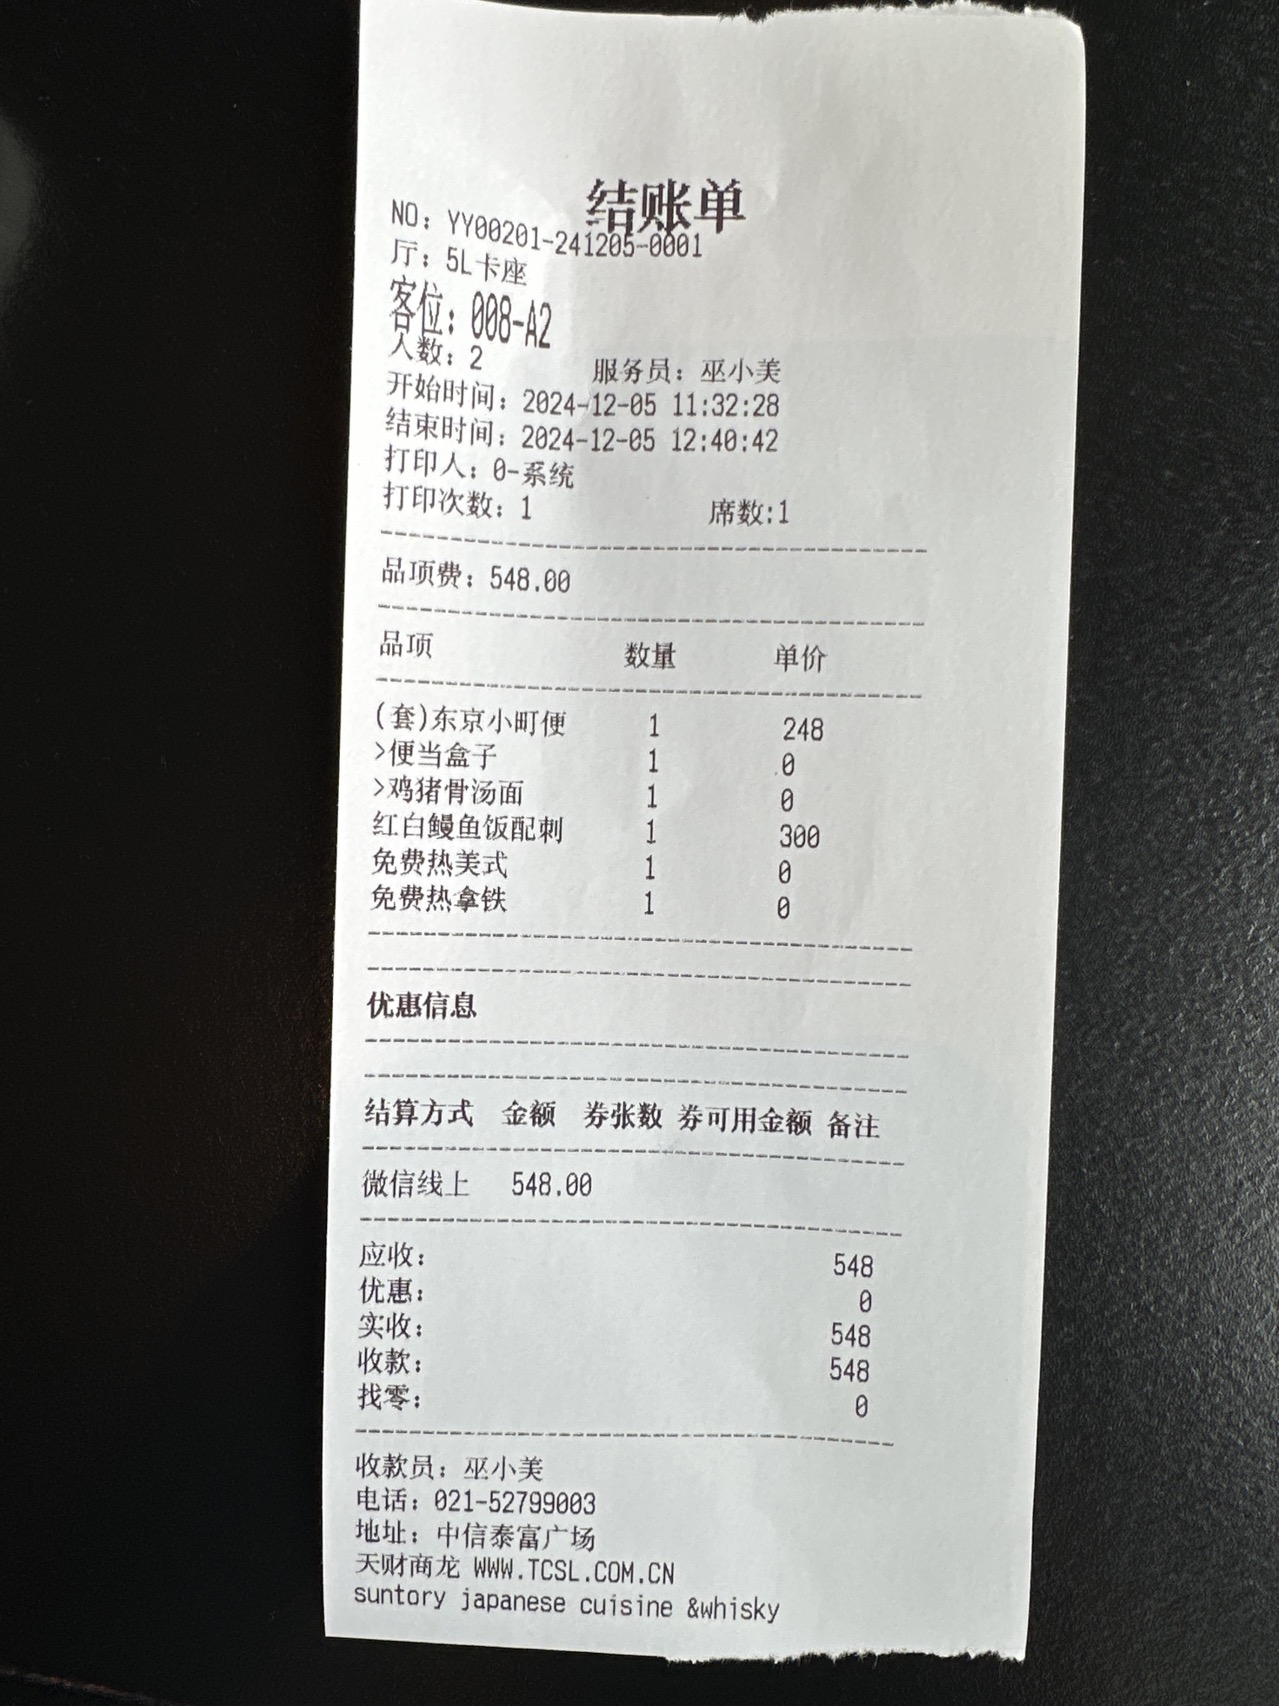 结账单
NO: YY00201-241205-0001
厅: 5L卡座
客位: 008-A2
人数: 2 服务员: 巫小美
开始时间: 2024-12-05 11:32:28
结束时间: 2024-12-05 12:40:42
打印人: 0-系统
打印次数: 1 席数:1
品项费: 548.00
品项 数量 单价
(套)东京小町便 1 248
>便当盒子 1 0
>鸡猪骨汤面 1 0
红白鳗鱼饭配刺 1 300
免费热美式 1 0
免费热拿铁 1 0
优惠信息
结算方式 金额 券张数 券可用金额 备注
微信线上 548.00
应收: 548
优惠: 0
实收: 548
收款: 548
找零: 0
收款员: 巫小美
电话: 021-52799003
地址: 中信泰富广场
天财商龙 WWW.TCSL.COM.CN
suntory japanese cuisine &whisky